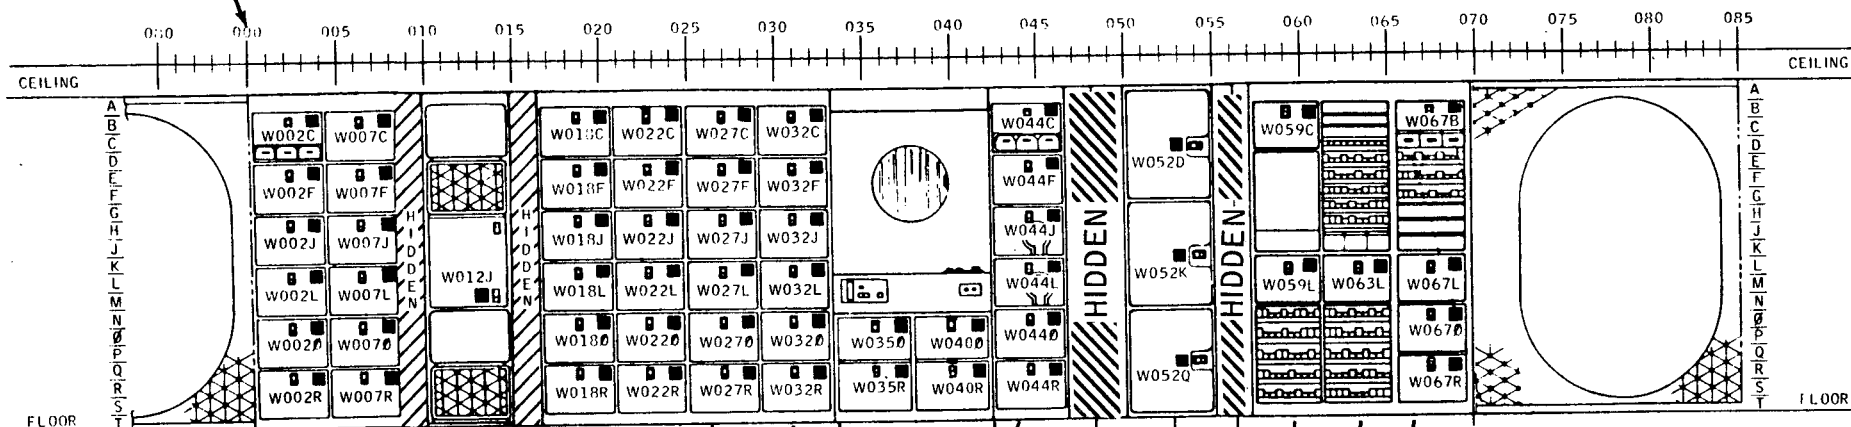 000 000 005 010 015 020 025 030 035 040 045 050 055 060 065 070 075 080 085
CEILING CEILING
A A
B B
C C
D D
E E
F F
G G
H H
J J
K K
L L
M M
N N
Ø Ø
P P
Q Q
R R
S S
T T
FLOOR FLOOR
W002C W007C W018C W022C W027C W032C W044C W059C W067B
W052D
W002F W007F W018F W022F W027F W032F W044F
HIDDEN HIDDEN HIDDEN HIDDEN
W002J W007J W018J W022J W027J W032J W044J
W012J W052K
W002L W007L W018L W022L W027L W032L W044L W059L W063L W067L
W002Ø W007Ø W018Ø W022Ø W027Ø W032Ø W035Ø W040Ø W044Ø W067Ø
W052Q
W002R W007R W018R W022R W027R W032R W035R W040R W044R W067R